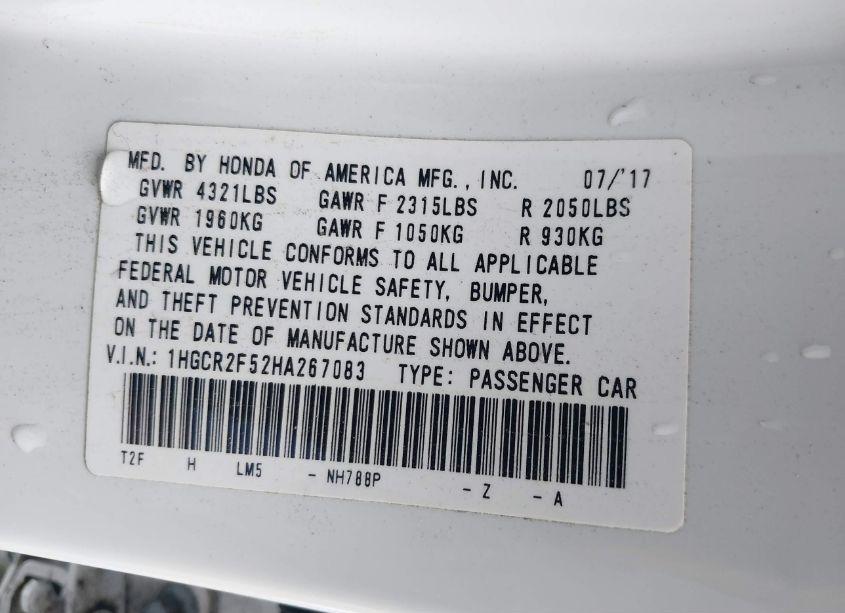 MFD. BY HONDA OF AMERICA MFG., INC. 07/'17
GVWR 4321LBS GAWR F 2315LBS R 2050LBS
GVWR 1960KG GAWR F 1050KG R 930KG
THIS VEHICLE CONFORMS TO ALL APPLICABLE
FEDERAL MOTOR VEHICLE SAFETY, BUMPER,
AND THEFT PREVENTION STANDARDS IN EFFECT
ON THE DATE OF MANUFACTURE SHOWN ABOVE.
V.I.N.: 1HGCR2F52HA267083 TYPE: PASSENGER CAR
T2F H LM5 - NH788P - Z - A